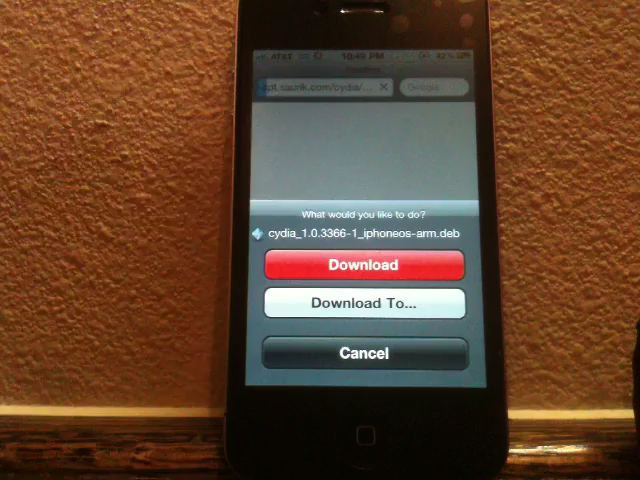 AT&T 10:49 PM 42%
apt.saurik.com/cydia/... Google
What would you like to do?
cydia_1.0.3366-1_iphoneos-arm.deb
Download
Download To...
Cancel